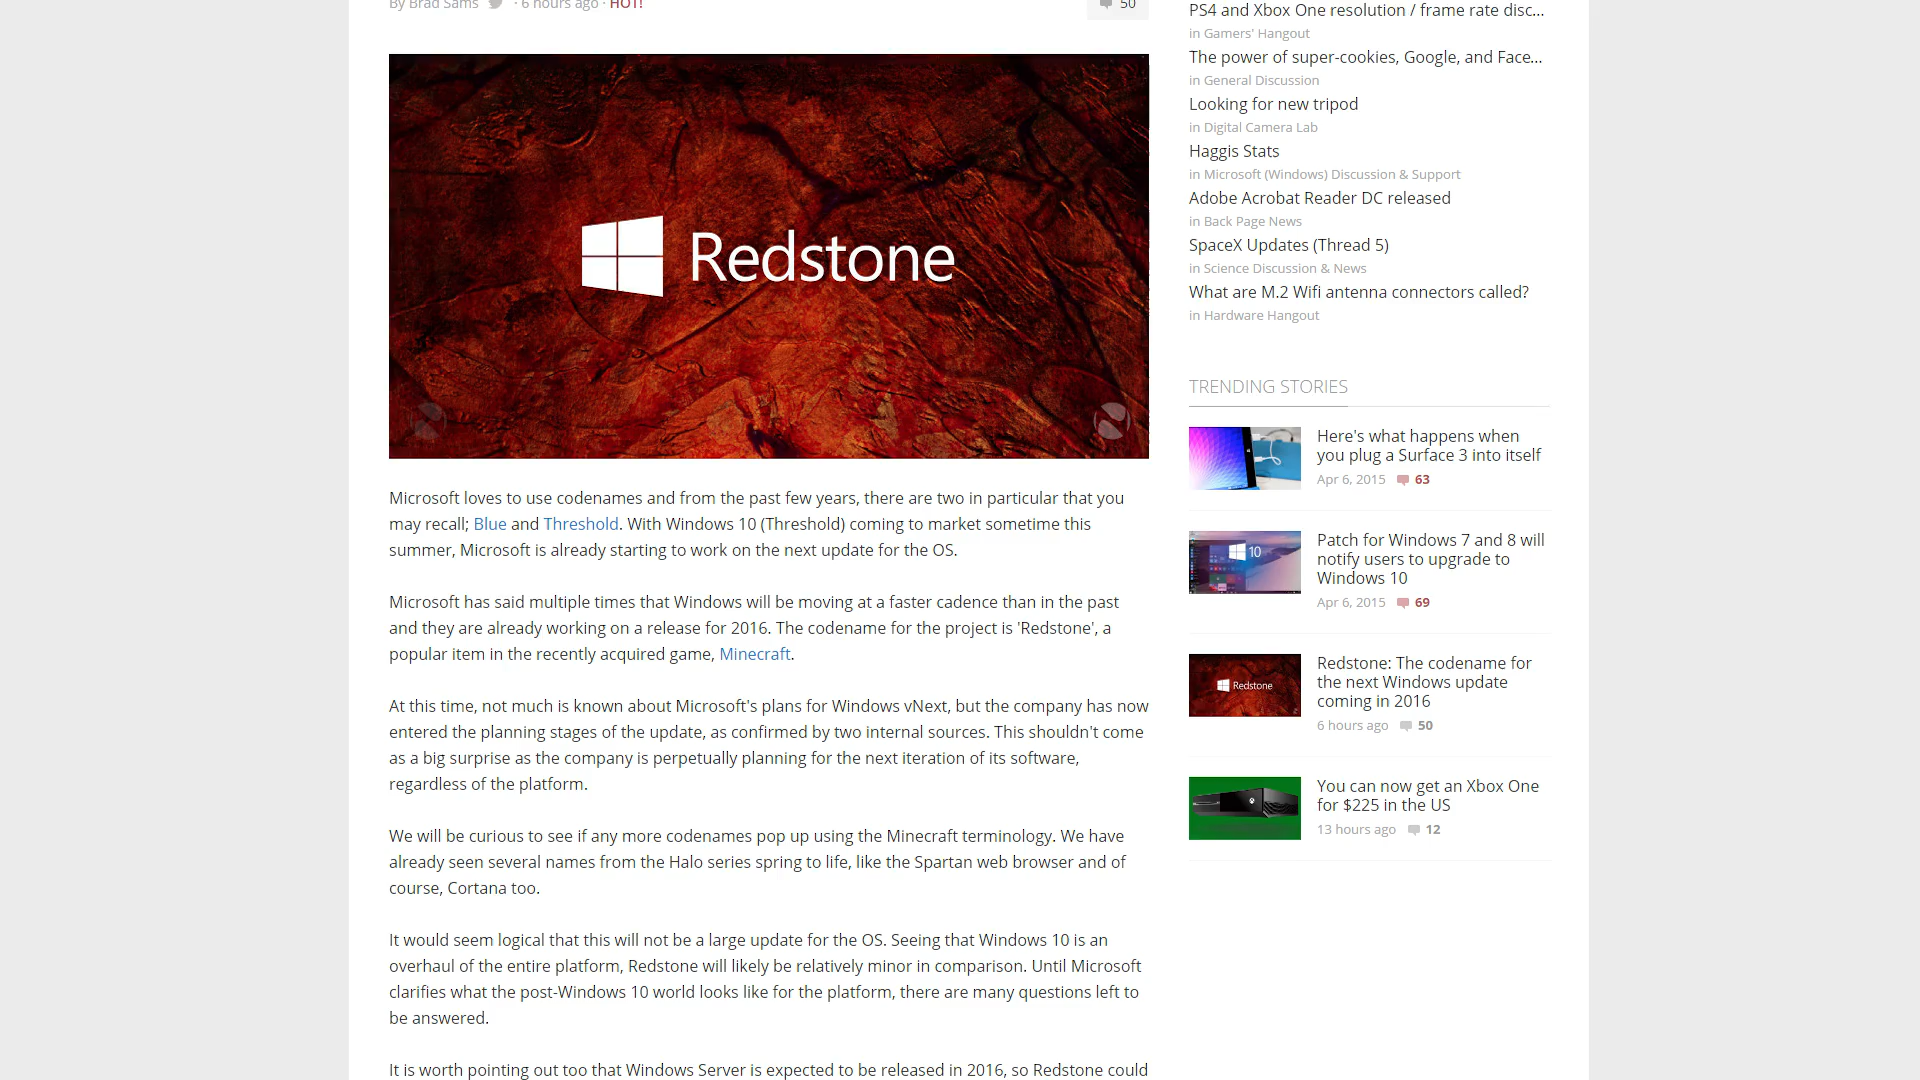 By Brad Sams · 6 hours ago · HOT!
50
Redstone
Microsoft loves to use codenames and from the past few years, there are two in particular that you
may recall; Blue and Threshold. With Windows 10 (Threshold) coming to market sometime this
summer, Microsoft is already starting to work on the next update for the OS.
Microsoft has said multiple times that Windows will be moving at a faster cadence than in the past
and they are already working on a release for 2016. The codename for the project is 'Redstone', a
popular item in the recently acquired game, Minecraft.
At this time, not much is known about Microsoft's plans for Windows vNext, but the company has now
entered the planning stages of the update, as confirmed by two internal sources. This shouldn't come
as a big surprise as the company is perpetually planning for the next iteration of its software,
regardless of the platform.
We will be curious to see if any more codenames pop up using the Minecraft terminology. We have
already seen several names from the Halo series spring to life, like the Spartan web browser and of
course, Cortana too.
It would seem logical that this will not be a large update for the OS. Seeing that Windows 10 is an
overhaul of the entire platform, Redstone will likely be relatively minor in comparison. Until Microsoft
clarifies what the post-Windows 10 world looks like for the platform, there are many questions left to
be answered.
It is worth pointing out too that Windows Server is expected to be released in 2016, so Redstone could
PS4 and Xbox One resolution / frame rate disc...
in Gamers' Hangout
The power of super-cookies, Google, and Face...
in General Discussion
Looking for new tripod
in Digital Camera Lab
Haggis Stats
in Microsoft (Windows) Discussion & Support
Adobe Acrobat Reader DC released
in Back Page News
SpaceX Updates (Thread 5)
in Science Discussion & News
What are M.2 Wifi antenna connectors called?
in Hardware Hangout
TRENDING STORIES
Here's what happens when
you plug a Surface 3 into itself
Apr 6, 2015 63
10
Patch for Windows 7 and 8 will
notify users to upgrade to
Windows 10
Apr 6, 2015 69
Redstone
Redstone: The codename for
the next Windows update
coming in 2016
6 hours ago 50
You can now get an Xbox One
for $225 in the US
13 hours ago 12